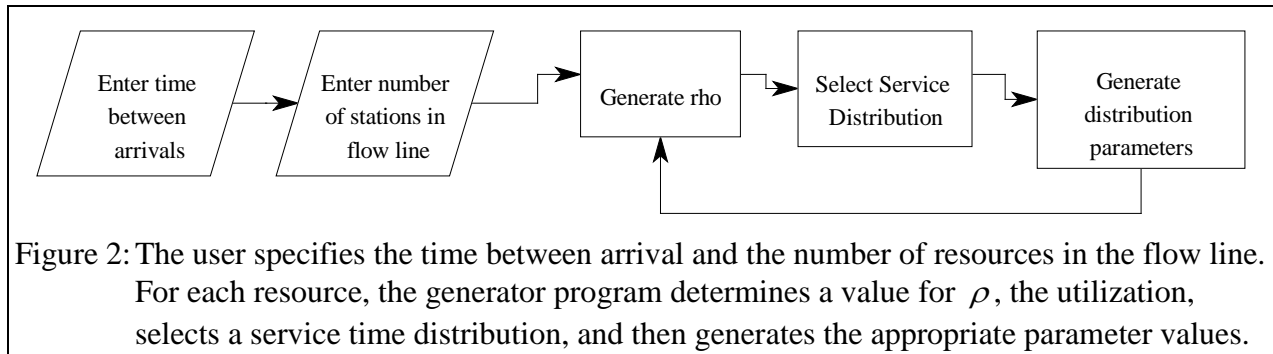 Enter time
between
arrivals
Enter number
of stations in
flow line
Generate rho
Select Service
Distribution
Generate
distribution
parameters
Figure 2: The user specifies the time between arrival and the number of resources in the flow line.
For each resource, the generator program determines a value for ρ, the utilization,
selects a service time distribution, and then generates the appropriate parameter values.